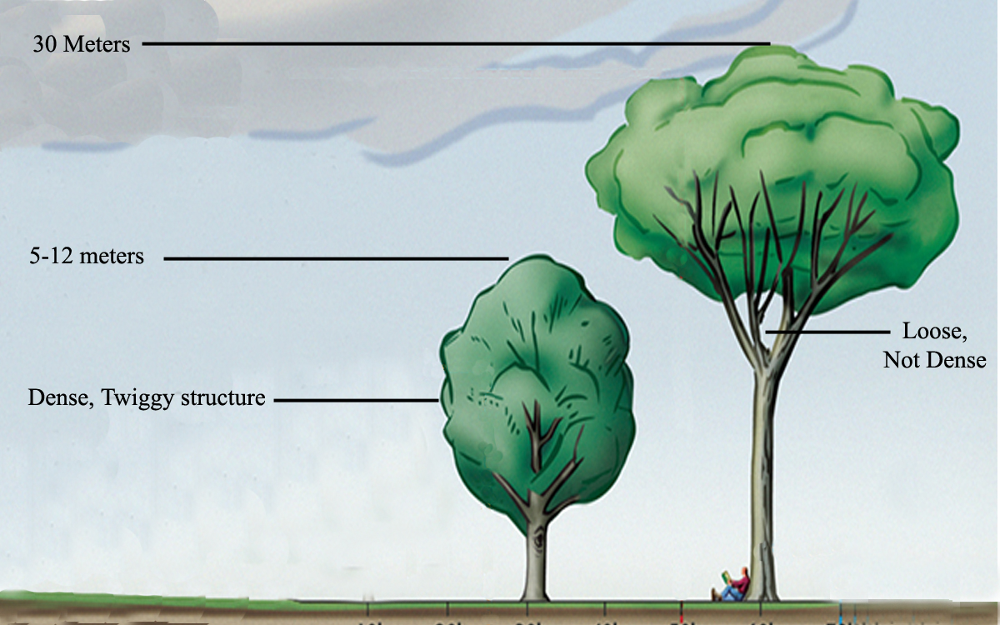 30 Meters
5-12 meters
Loose,
Not Dense
Dense, Twiggy structure